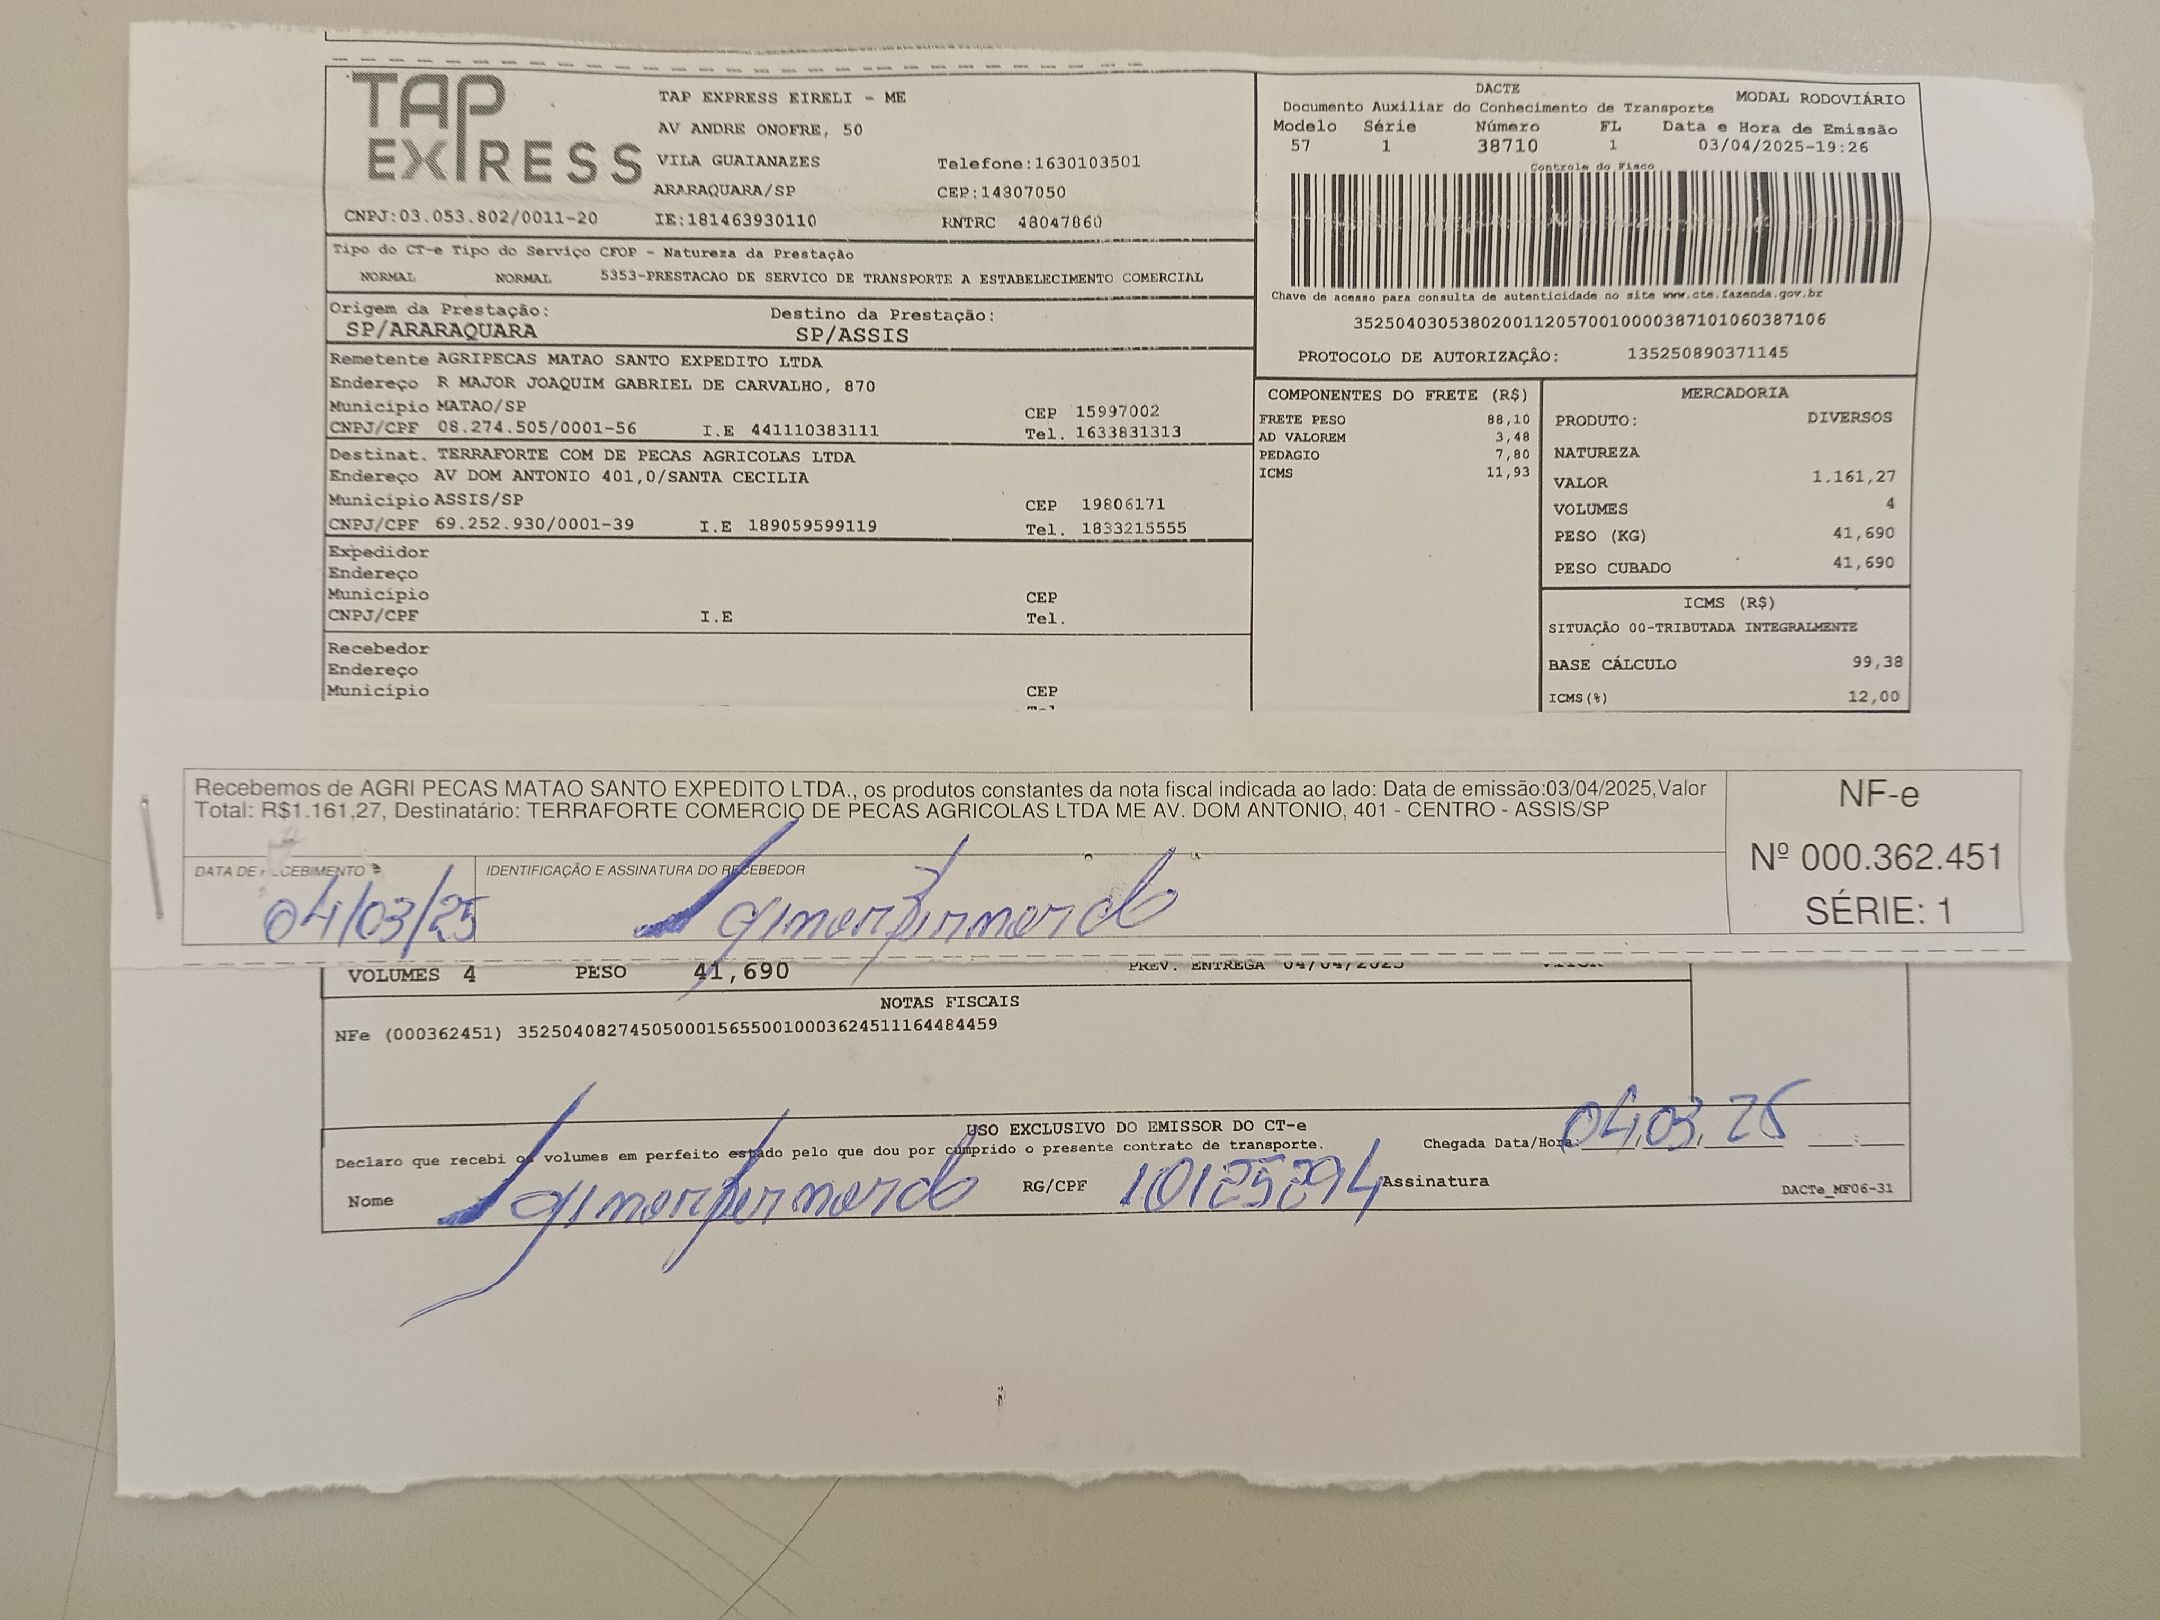 TAP EXPRESS
TAP EXPRESS EIRELI - ME
AV ANDRE ONOFRE, 50
VILA GUAIANAZES Telefone:1630103501
ARARAQUARA/SP CEP:14807050
CNPJ:03.053.802/0011-20 IE:181463930110 RNTRC 48047860
DACTE MODAL RODOVIÁRIO
Documento Auxiliar do Conhecimento de Transporte
Modelo Série Número FL Data e Hora de Emissão
57 1 38710 1 03/04/2025-19:26
Controle do Fisco
Chave de acesso para consulta de autenticidade no site www.cte.fazenda.gov.br
35250403053802001120570010000387101060387106
PROTOCOLO DE AUTORIZAÇÃO: 135250890371145
Tipo do CT-e Tipo do Serviço CFOP - Natureza da Prestação
NORMAL NORMAL 5353-PRESTACAO DE SERVICO DE TRANSPORTE A ESTABELECIMENTO COMERCIAL
Origem da Prestação: Destino da Prestação:
SP/ARARAQUARA SP/ASSIS
Remetente AGRIPECAS MATAO SANTO EXPEDITO LTDA
Endereço R MAJOR JOAQUIM GABRIEL DE CARVALHO, 870
Município MATAO/SP CEP 15997002
CNPJ/CPF 08.274.505/0001-56 I.E 441110383111 Tel. 1633831313
Destinat. TERRAFORTE COM DE PECAS AGRICOLAS LTDA
Endereço AV DOM ANTONIO 401,0/SANTA CECILIA
Município ASSIS/SP CEP 19806171
CNPJ/CPF 69.252.930/0001-39 I.E 189059599119 Tel. 1833215555
Expedidor
Endereço
Município CEP
CNPJ/CPF I.E Tel.
Recebedor
Endereço
Município CEP
COMPONENTES DO FRETE (R$)
FRETE PESO 88,10
AD VALOREM 3,48
PEDAGIO 7,80
ICMS 11,93
MERCADORIA
PRODUTO: DIVERSOS
NATUREZA
VALOR 1.161,27
VOLUMES 4
PESO (KG) 41,690
PESO CUBADO 41,690
ICMS (R$)
SITUAÇÃO 00-TRIBUTADA INTEGRALMENTE
BASE CÁLCULO 99,38
ICMS(%) 12,00
Recebemos de AGRI PECAS MATAO SANTO EXPEDITO LTDA., os produtos constantes da nota fiscal indicada ao lado: Data de emissão:03/04/2025,Valor
Total: R$1.161,27, Destinatário: TERRAFORTE COMERCIO DE PECAS AGRICOLAS LTDA ME AV. DOM ANTONIO, 401 - CENTRO - ASSIS/SP
DATA DE RECEBIMENTO IDENTIFICAÇÃO E ASSINATURA DO RECEBEDOR
04/03/25
NF-e
Nº 000.362.451
SÉRIE: 1
VOLUMES 4 PESO 41,690 PREV. ENTREGA 04/04/2025
NOTAS FISCAIS
NFe (000362451) 35250408274505000156550010003624511164484459
USO EXCLUSIVO DO EMISSOR DO CT-e
Declaro que recebi os volumes em perfeito estado pelo que dou por cumprido o presente contrato de transporte. Chegada Data/Hora: 04,03,25
Nome RG/CPF 10125294 Assinatura
DACTe_MF06-31